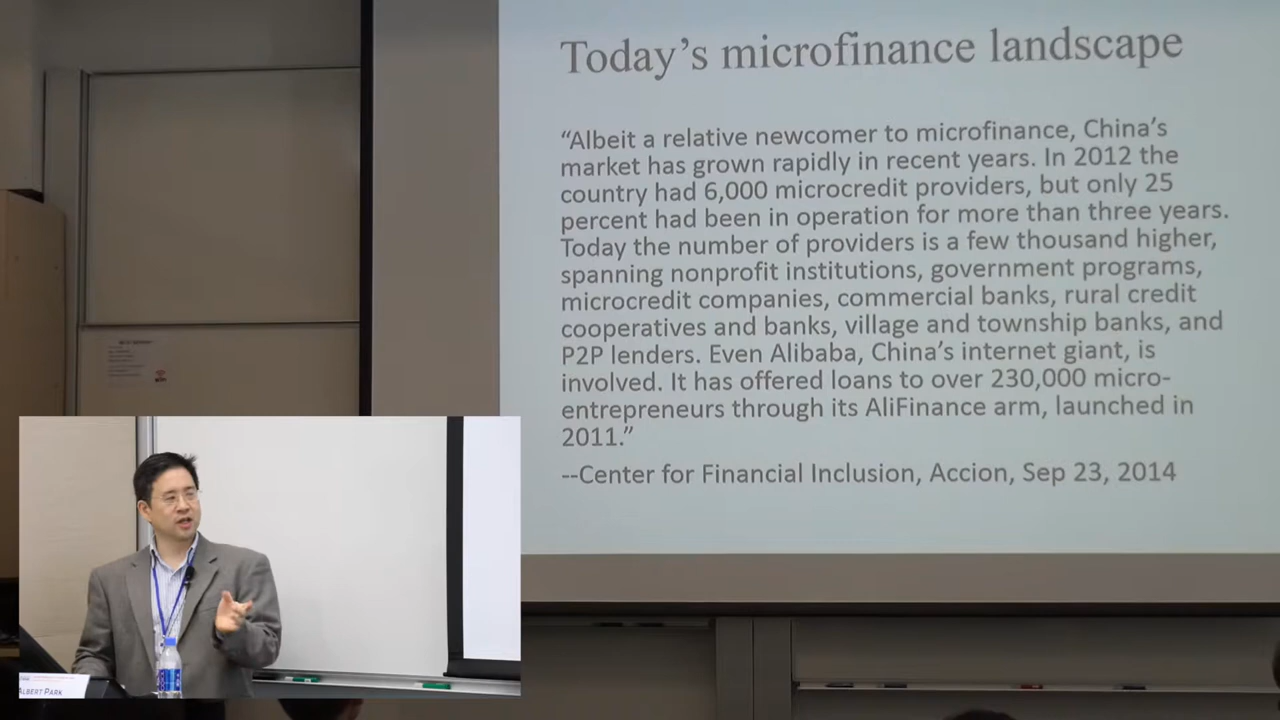 Today’s microfinance landscape
“Albeit a relative newcomer to microfinance, China’s
market has grown rapidly in recent years. In 2012 the
country had 6,000 microcredit providers, but only 25
percent had been in operation for more than three years.
Today the number of providers is a few thousand higher,
spanning nonprofit institutions, government programs,
microcredit companies, commercial banks, rural credit
cooperatives and banks, village and township banks, and
P2P lenders. Even Alibaba, China’s internet giant, is
involved. It has offered loans to over 230,000 micro-
entrepreneurs through its AliFinance arm, launched in
2011.”
--Center for Financial Inclusion, Accion, Sep 23, 2014
ALBERT PARK